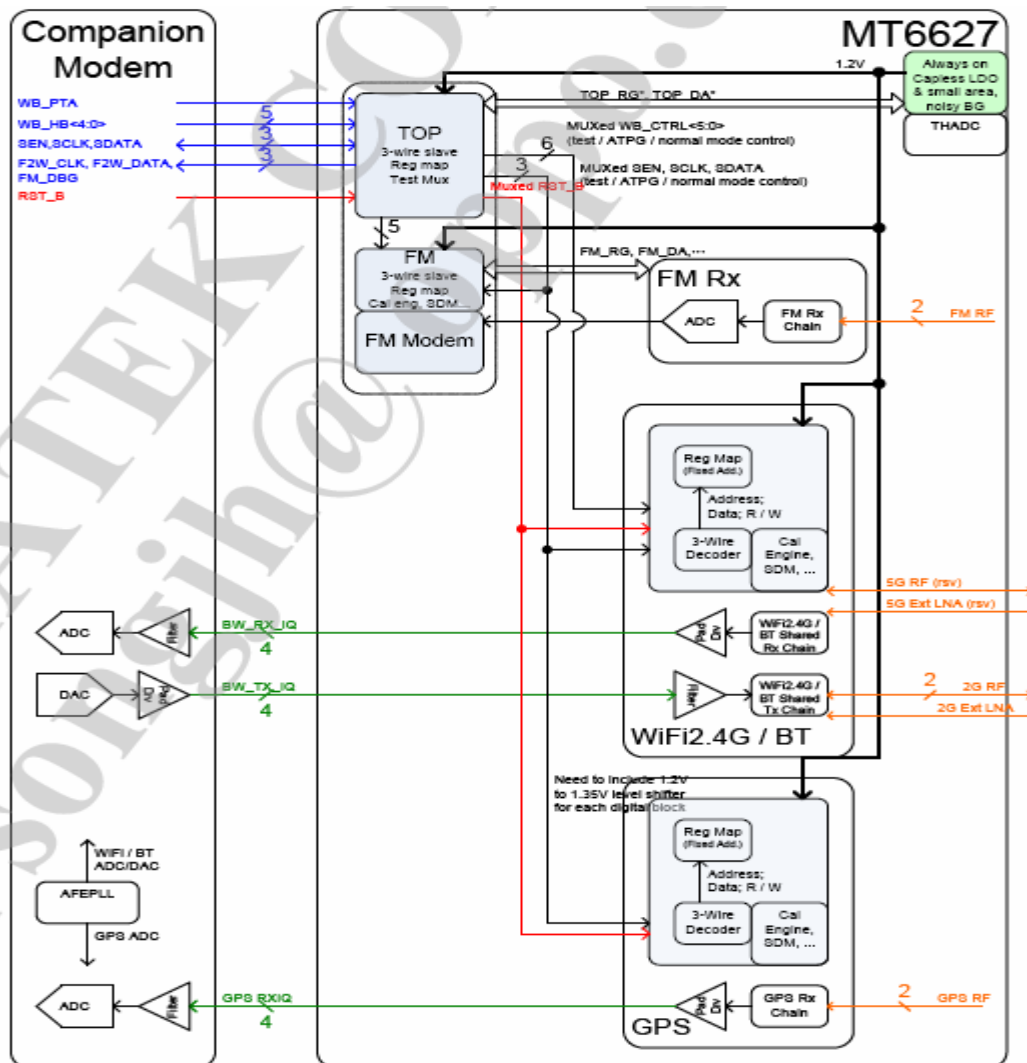 Companion
Modem
WB_PTA
WB_HB<4:0>
5
SEN,SCLK,SDATA
3
F2W_CLK, F2W_DATA,
3
FM_DBG
RST_B
MT6627
1.2V
Always on
Capless LDO
& small area,
noisy BG
THADC
TOP
3-wire slave
Reg map
Test Mux
TOP_RG*, TOP_DA*
MUXed WB_CTRL<5:0>
(test / ATPG / normal mode control)
6
MUXed SEN, SCLK, SDATA
(test / ATPG / normal mode control)
3
Muxed RST_B
5
FM
3-wire slave
Reg map
Cal eng, SDM...
FM Modem
FM_RG, FM_DA,...
FM Rx
ADC
FM Rx
Chain
2
FM RF
Reg Map
(Fixed Add.)
Address;
Data; R / W
3-Wire
Decoder
Cal
Engine,
SDM, ...
5G RF (rsv)
5G Ext LNA (rsv)
ADC
Filter
BW_RX_IQ
4
Pad
Drv
WiFi2.4G /
BT Shared
Rx Chain
DAC
Pad
Drv
BW_TX_IQ
4
Filter
WiFi2.4G /
BT Shared
Tx Chain
2
2G RF
2G Ext LNA
WiFi2.4G / BT
Need to include 1.2V
to 1.35V level shifter
for each digital block
Reg Map
(Fixed Add.)
Address;
Data; R / W
3-Wire
Decoder
Cal
Engine,
SDM, ...
WIFI / BT
ADC/DAC
AFEPLL
GPS ADC
ADC
Filter
GPS RXIQ
4
Pad
Drv
GPS Rx
Chain
2
GPS RF
GPS